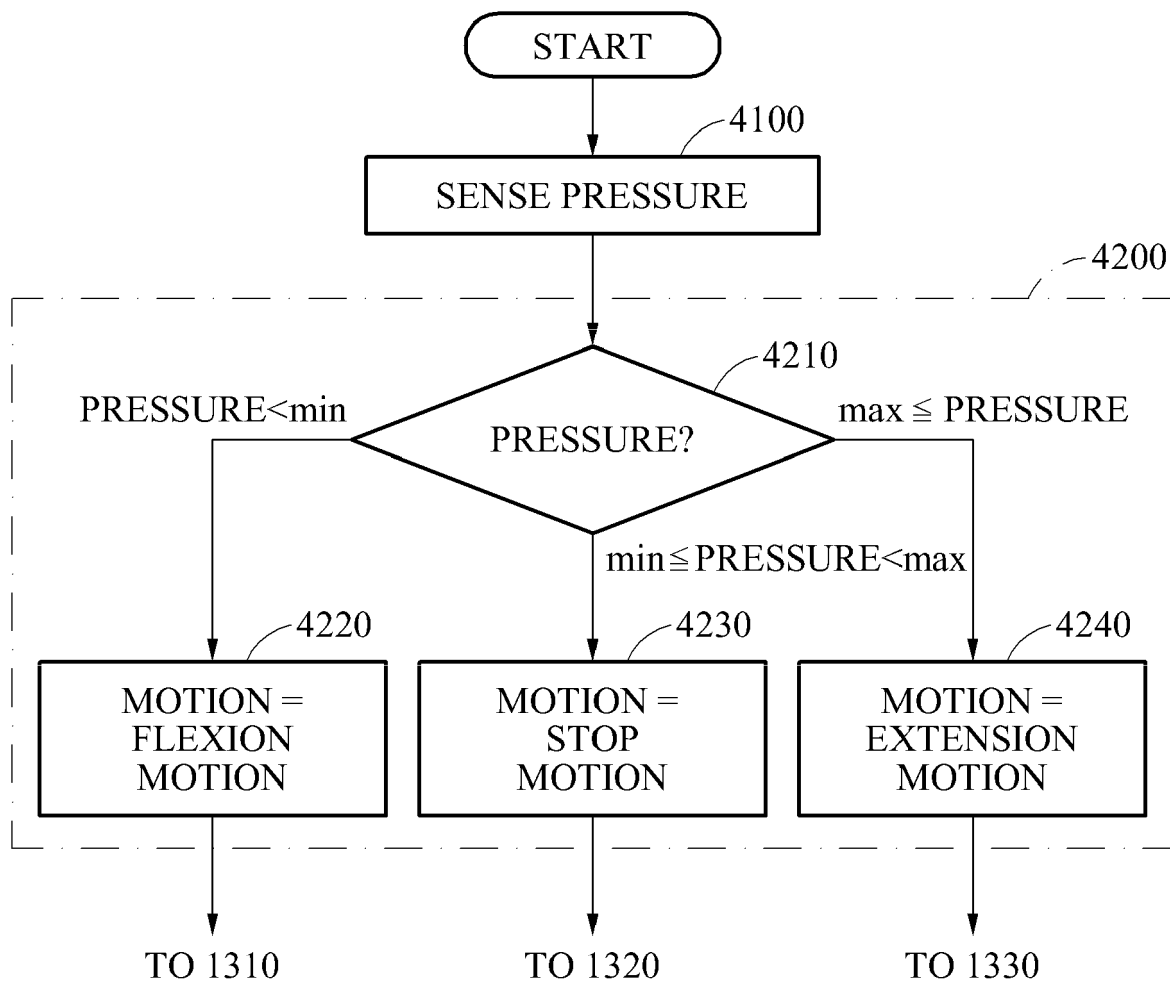 START
4100
SENSE PRESSURE
4200
4210
PRESSURE<min
max ≦ PRESSURE
PRESSURE?
min≦PRESSURE<max
4220
4230
4240
MOTION =
FLEXION
MOTION
MOTION =
STOP
MOTION
MOTION =
EXTENSION
MOTION
TO 1310
TO 1320
TO 1330